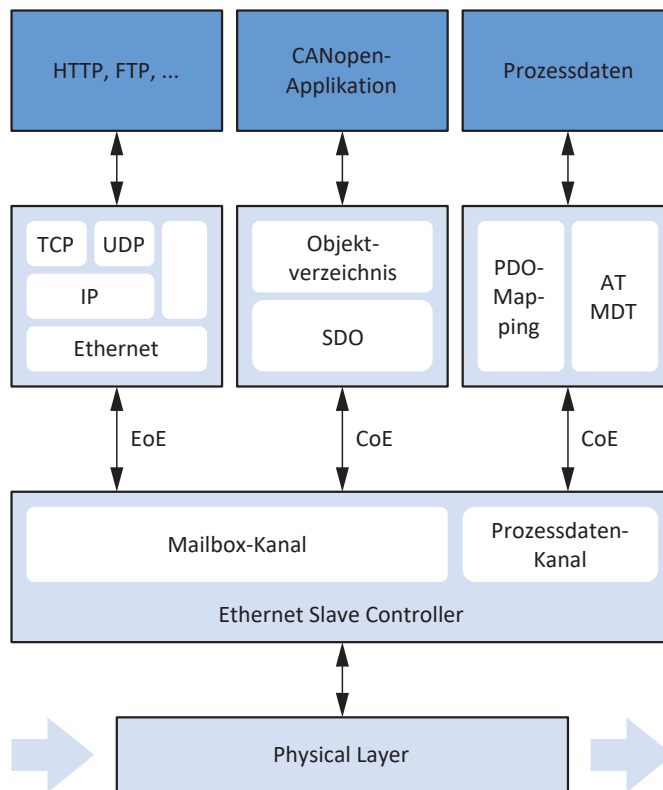 HTTP, FTP, ...
CANopen-
Applikation
Prozessdaten
TCP
UDP
IP
Ethernet
Objekt-
verzeichnis
SDO
PDO-
Map-
ping
AT
MDT
EoE
CoE
CoE
Mailbox-Kanal
Prozessdaten-
Kanal
Ethernet Slave Controller
Physical Layer